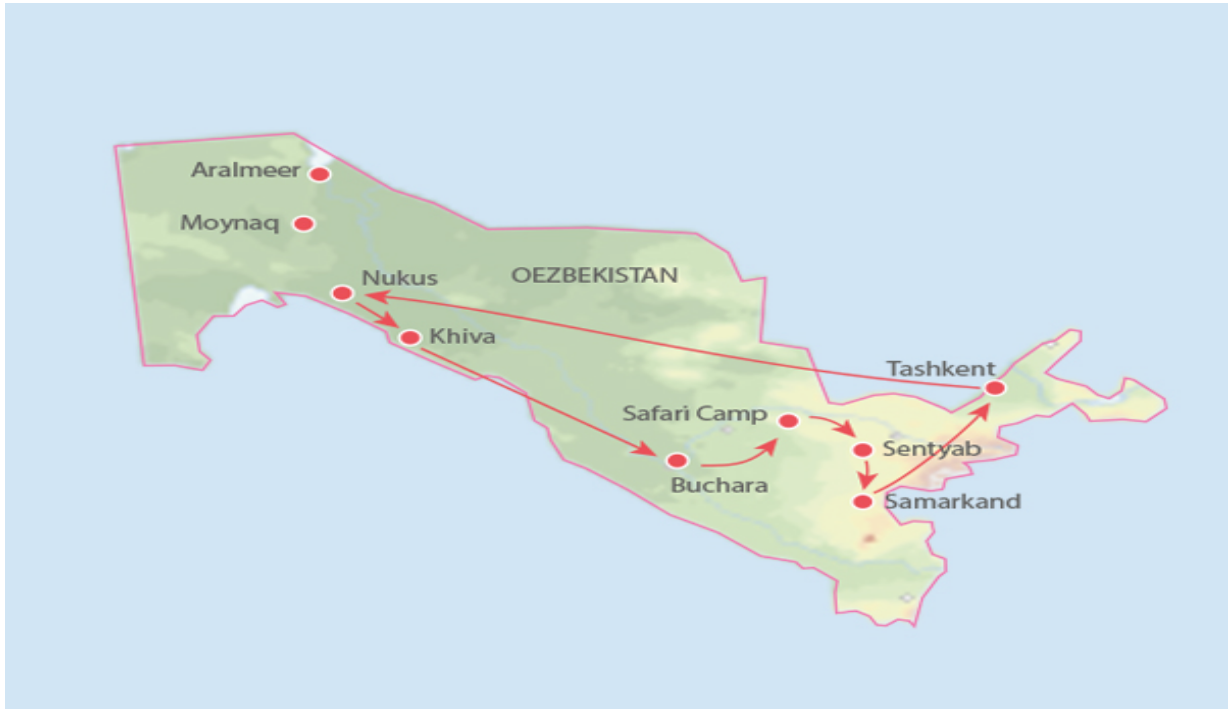 Aralmeer
Moynaq
Nukus
OEZBEKISTAN
Khiva
Tashkent
Safari Camp
Sentyab
Buchara
Samarkand